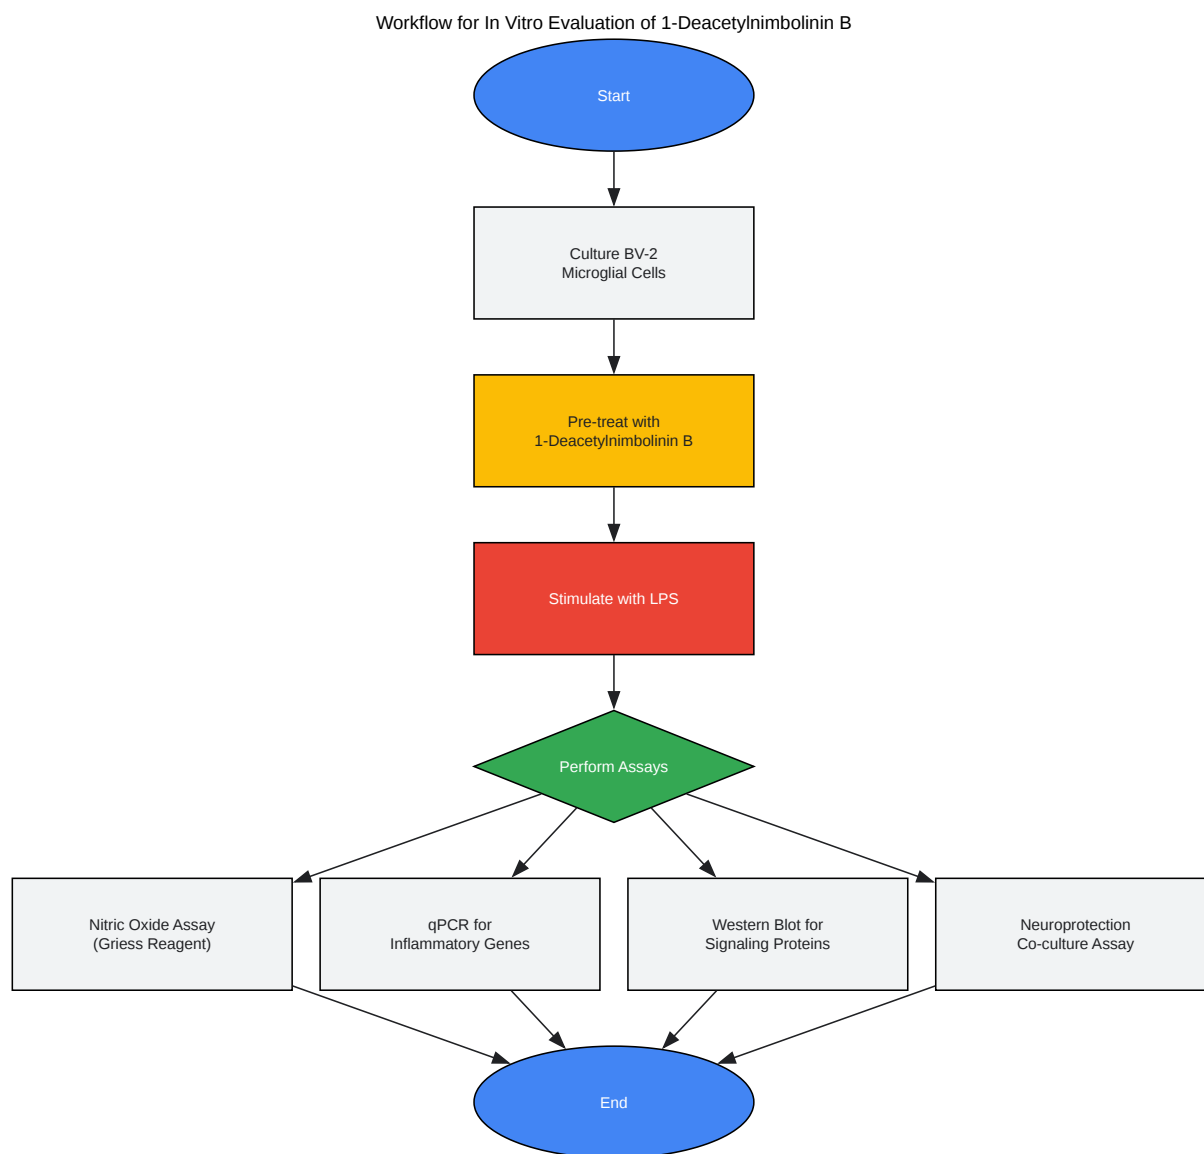 Workflow for In Vitro Evaluation of 1-Deacetylnimbolinin B
Start
Culture BV-2
Microglial Cells
Pre-treat with
1-Deacetylnimbolinin B
Stimulate with LPS
Perform Assays
Nitric Oxide Assay
(Griess Reagent)
qPCR for
Inflammatory Genes
Western Blot for
Signaling Proteins
Neuroprotection
Co-culture Assay
End